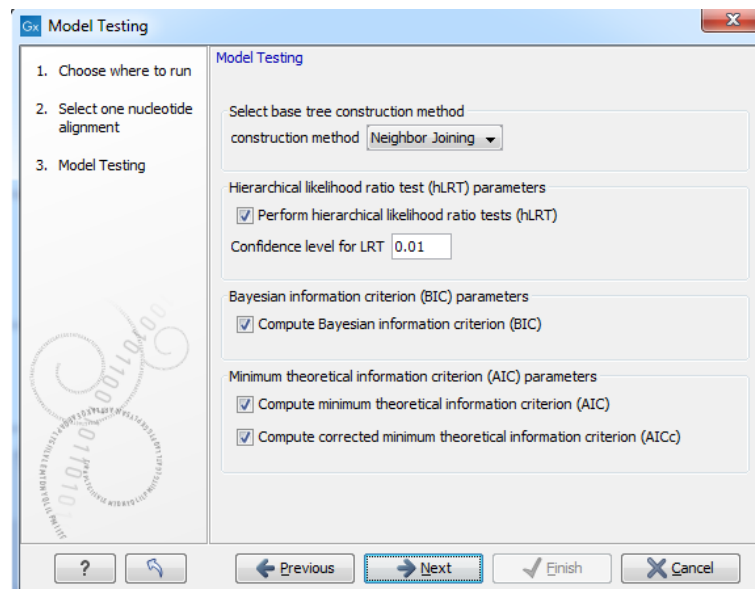 Gx Model Testing
X
1. Choose where to run
2. Select one nucleotide
alignment
3. Model Testing
Model Testing
Select base tree construction method
construction method Neighbor Joining
Hierarchical likelihood ratio test (hLRT) parameters
Perform hierarchical likelihood ratio tests (hLRT)
Confidence level for LRT 0.01
Bayesian information criterion (BIC) parameters
Compute Bayesian information criterion (BIC)
Minimum theoretical information criterion (AIC) parameters
Compute minimum theoretical information criterion (AIC)
Compute corrected minimum theoretical information criterion (AICc)
? Previous Next Finish Cancel